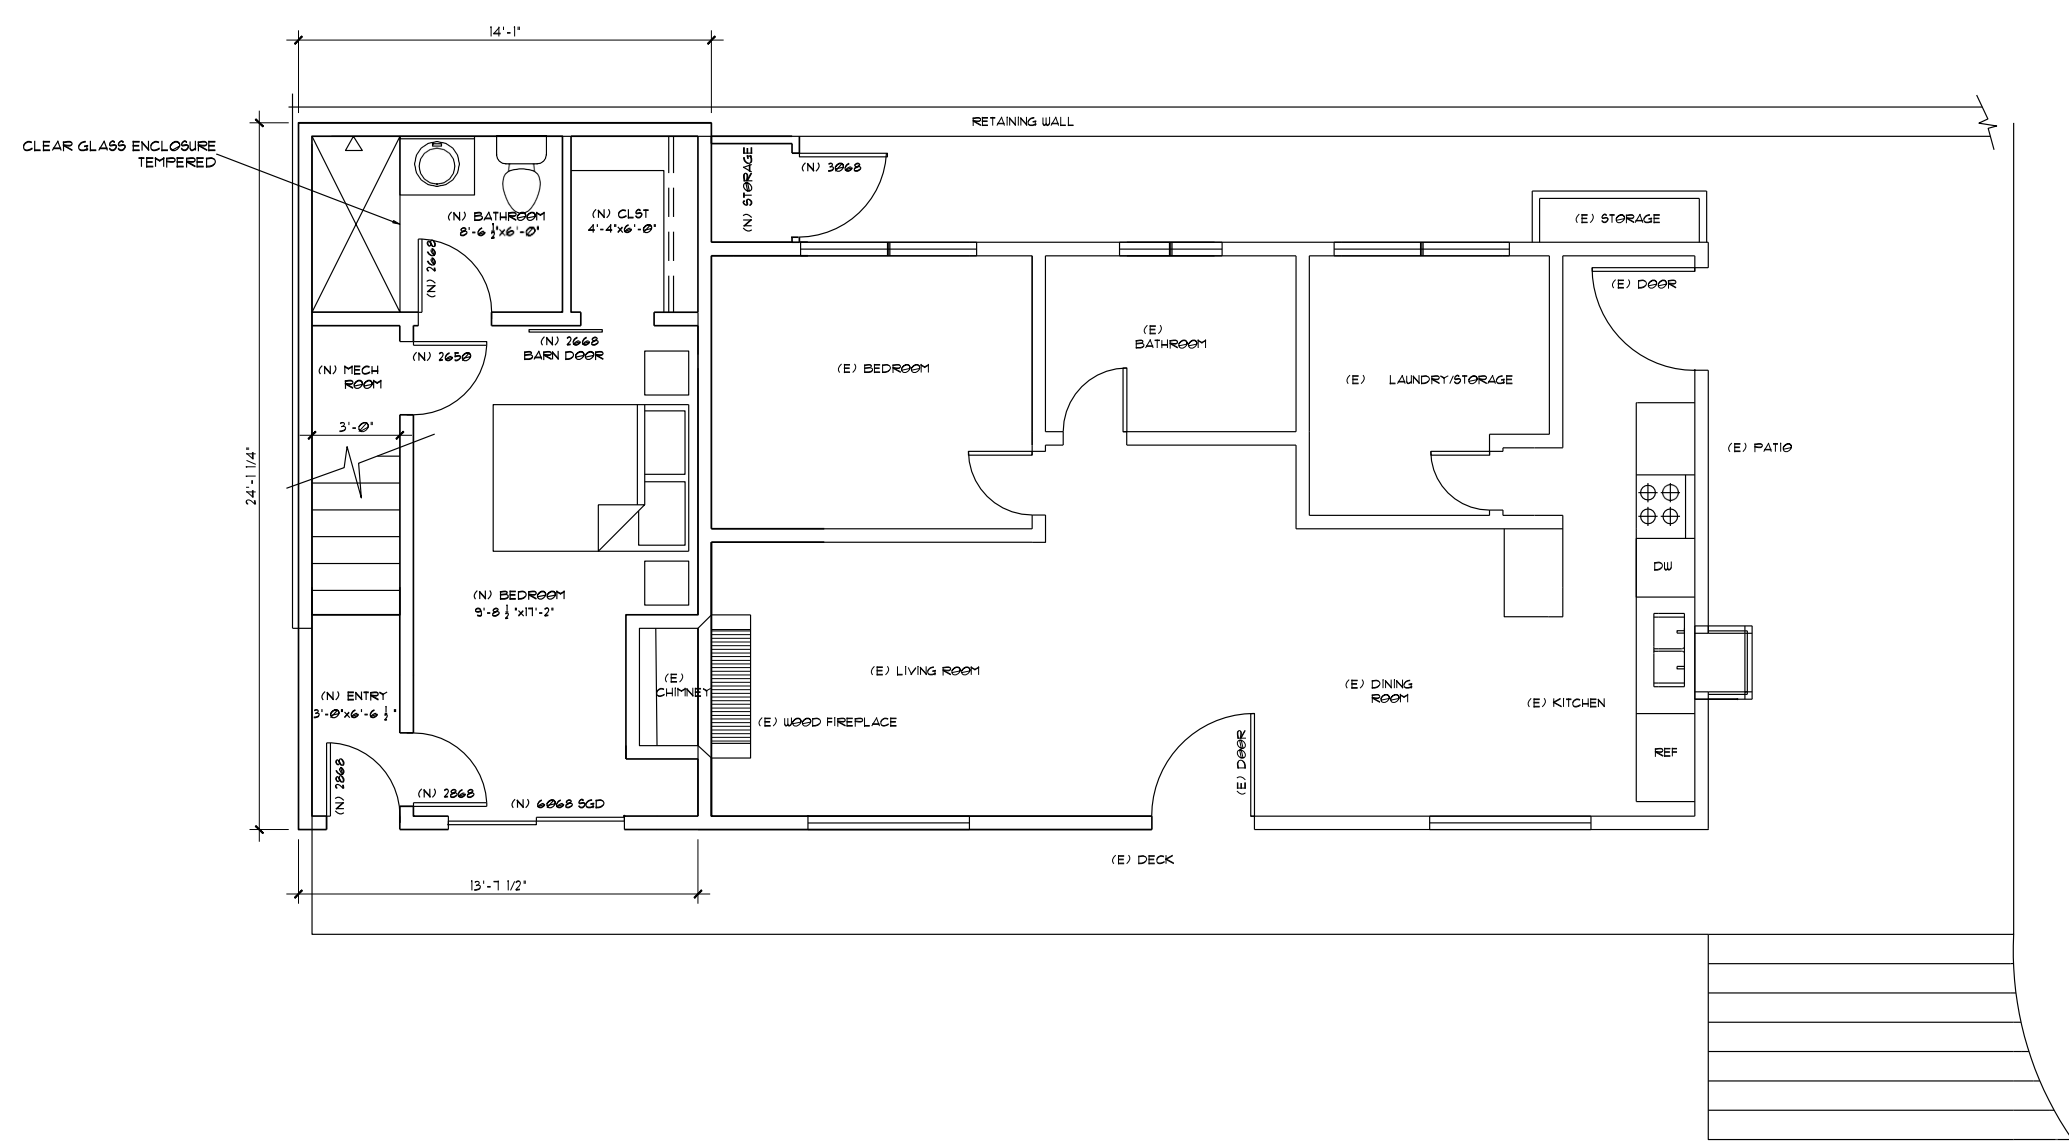 14'-1"
RETAINING WALL
CLEAR GLASS ENCLOSURE
TEMPERED
(N) STORAGE
(N) 3068
(N) BATHROOM
8'-6 1/2"x6'-0"
(N) CLST
4'-4"x6'-0"
(E) STORAGE
(N) 2668
(E) DOOR
(N) 2668
BARN DOOR
(N) 2650
(N) MECH
ROOM
(E)
BATHROOM
(E) BEDROOM
(E) LAUNDRY/STORAGE
3'-0"
24'-1 1/4"
(E) PATIO
DW
(N) BEDROOM
9'-8 1/2"x17'-2"
(E)
CHIMNEY
(E) LIVING ROOM
(E) DINING
ROOM
(E) KITCHEN
(N) ENTRY
3'-0"x6'-6 1/2"
(E) WOOD FIREPLACE
(E) DOOR
REF
(N) 2868
(N) 2868
(N) 6068 SGD
(E) DECK
13'-7 1/2"